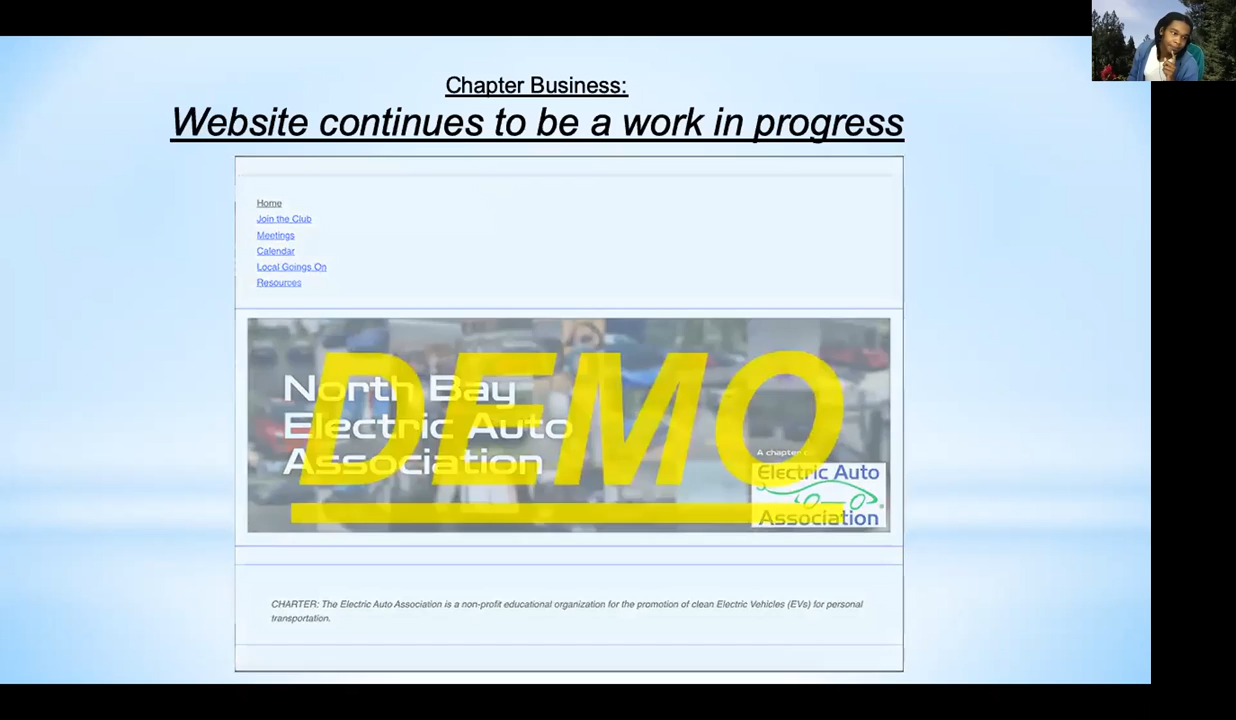 Chapter Business:
Website continues to be a work in progress
Home
Join the Club
Meetings
Calendar
Local Goings On
Resources
DEMO
North Bay
Electric Auto
Association
A chapter of
Electric Auto
Association
CHARTER: The Electric Auto Association is a non-profit educational organization for the promotion of clean Electric Vehicles (EVs) for personal
transportation.